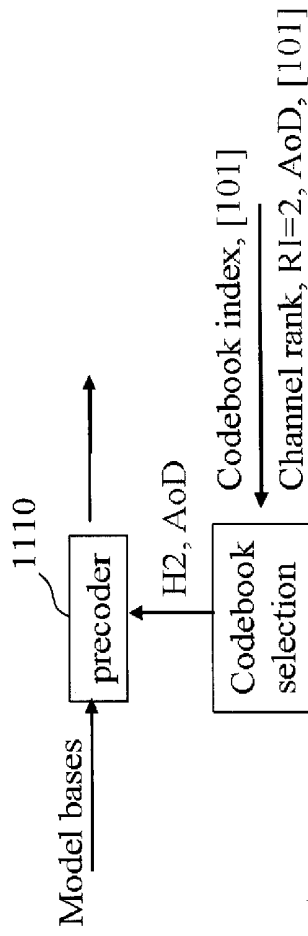 Model bases
1110
precoder
H2, AoD
Codebook
selection
Codebook index, [101]
Channel rank, RI=2, AoD, [101]